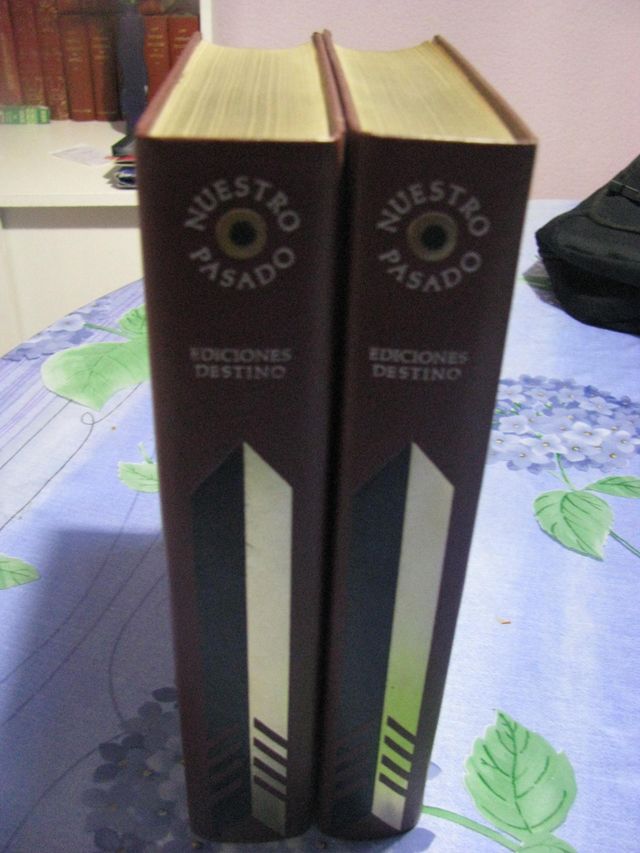 NUESTRO
PASADO
EDICIONES
DESTINO
NUESTRO
PASADO
EDICIONES
DESTINO